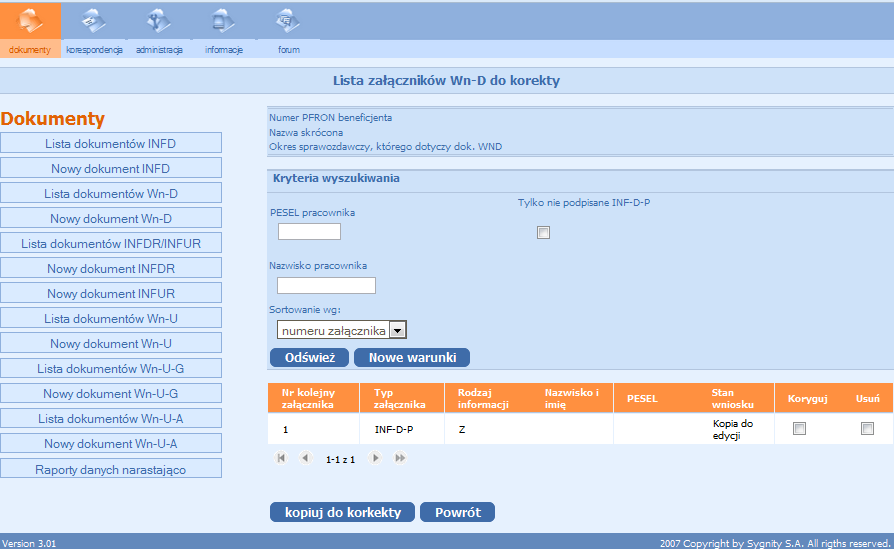 dokumenty korespondencja administracja informacje forum
Lista załączników Wn-D do korekty
Dokumenty
Lista dokumentów INFD
Nowy dokument INFD
Lista dokumentów Wn-D
Nowy dokument Wn-D
Lista dokumentów INFDR/INFUR
Nowy dokument INFDR
Nowy dokument INFUR
Lista dokumentów Wn-U
Nowy dokument Wn-U
Lista dokumentów Wn-U-G
Nowy dokument Wn-U-G
Lista dokumentów Wn-U-A
Nowy dokument Wn-U-A
Raporty danych narastająco
Numer PFRON beneficjenta
Nazwa skrócona
Okres sprawozdawczy, którego dotyczy dok. WND
Kryteria wyszukiwania
PESEL pracownika
Tylko nie podpisane INF-D-P
Nazwisko pracownika
Sortowanie wg:
numeru załącznika
Odśwież Nowe warunki
Nr kolejny załącznika Typ załącznika Rodzaj informacji Nazwisko i imię PESEL Stan wniosku Koryguj Usuń
1 INF-D-P Z Kopia do edycji
1-1 z 1
kopiuj do korkekty Powrót
Version 3.01
2007 Copyright by Sygnity S.A. All rigths reserved.